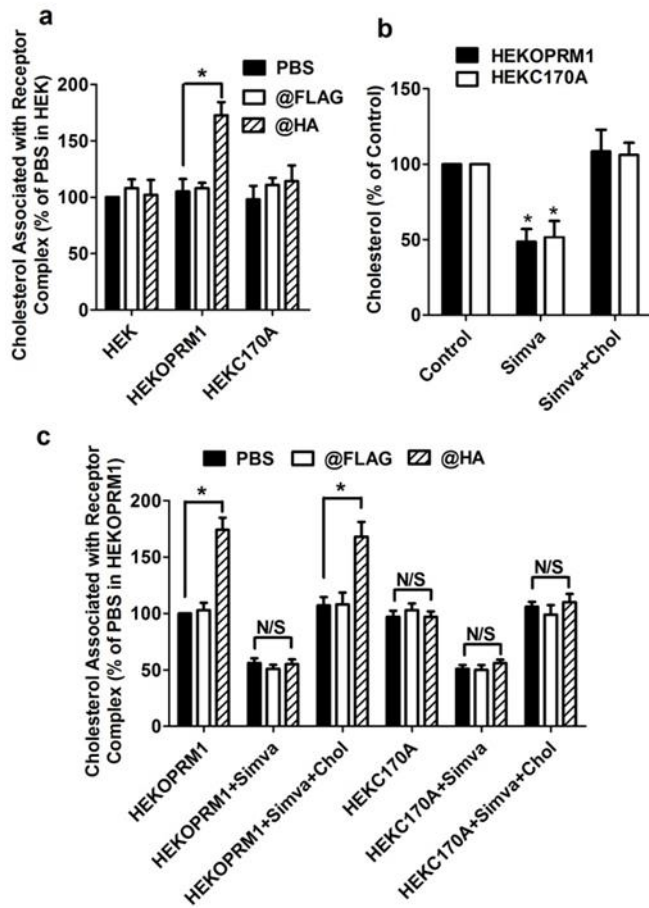 a
Cholesterol Associated with Receptor
Complex (% of PBS in HEK)
200
150
100
50
0
*
PBS
@FLAG
@HA
HEK
HEKOPRM1
HEKC170A
b
HEKOPRM1
HEKC170A
Cholesterol (% of Control)
150
100
50
0
* *
Control
Simva
Simva+Chol
c
PBS @FLAG @HA
Cholesterol Associated with Receptor
Complex (% of PBS in HEKOPRM1)
200
150
100
50
0
*
N/S
*
N/S
N/S
N/S
HEKOPRM1
HEKOPRM1+Simva
HEKOPRM1+Simva+Chol
HEKC170A
HEKC170A+Simva
HEKC170A+Simva+Chol